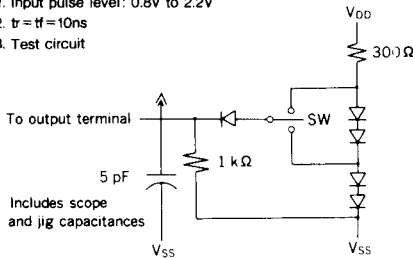 1. Input pulse level: 0.8V to 2.2V
2. tr=tf=10ns
3. Test circuit
VDD
300Ω
To output terminal
SW
1 kΩ
5 pF
Includes scope
and jig capacitances
VSS
VSS